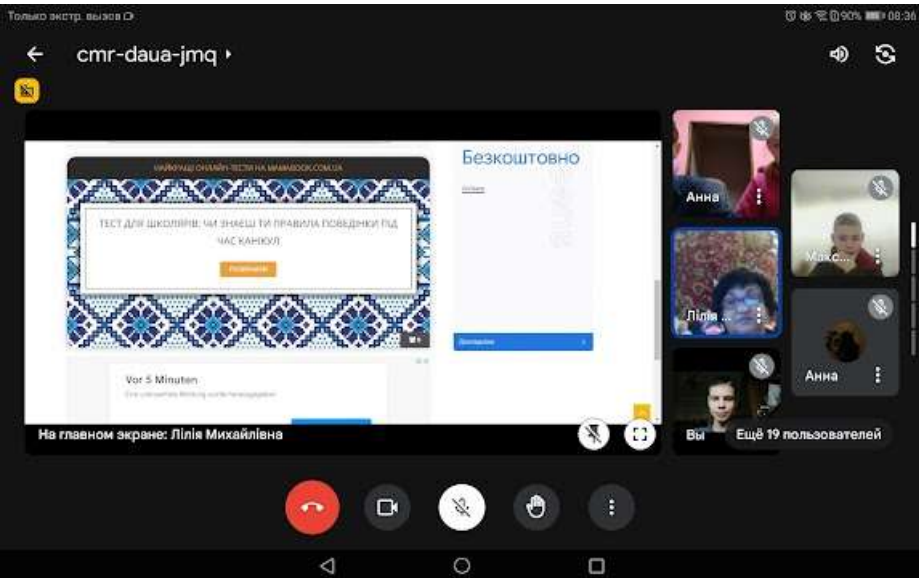 Только экстр. вызов
90% 08:36
cmr-daua-jmq
НАЙКРАЩІ ОНЛАЙН-ТЕСТИ НА MAMABOOK.COM.UA
ТЕСТ ДЛЯ ШКОЛЯРІВ: ЧИ ЗНАЄШ ТИ ПРАВИЛА ПОВЕДІНКИ ПІД
ЧАС КАНІКУЛ
Безкоштовно
Vor 5 Minuten
На главном экране: Лілія Михайлівна
Анна
Макс...
Лілія ...
Анна
Вы
Ещё 19 пользователей